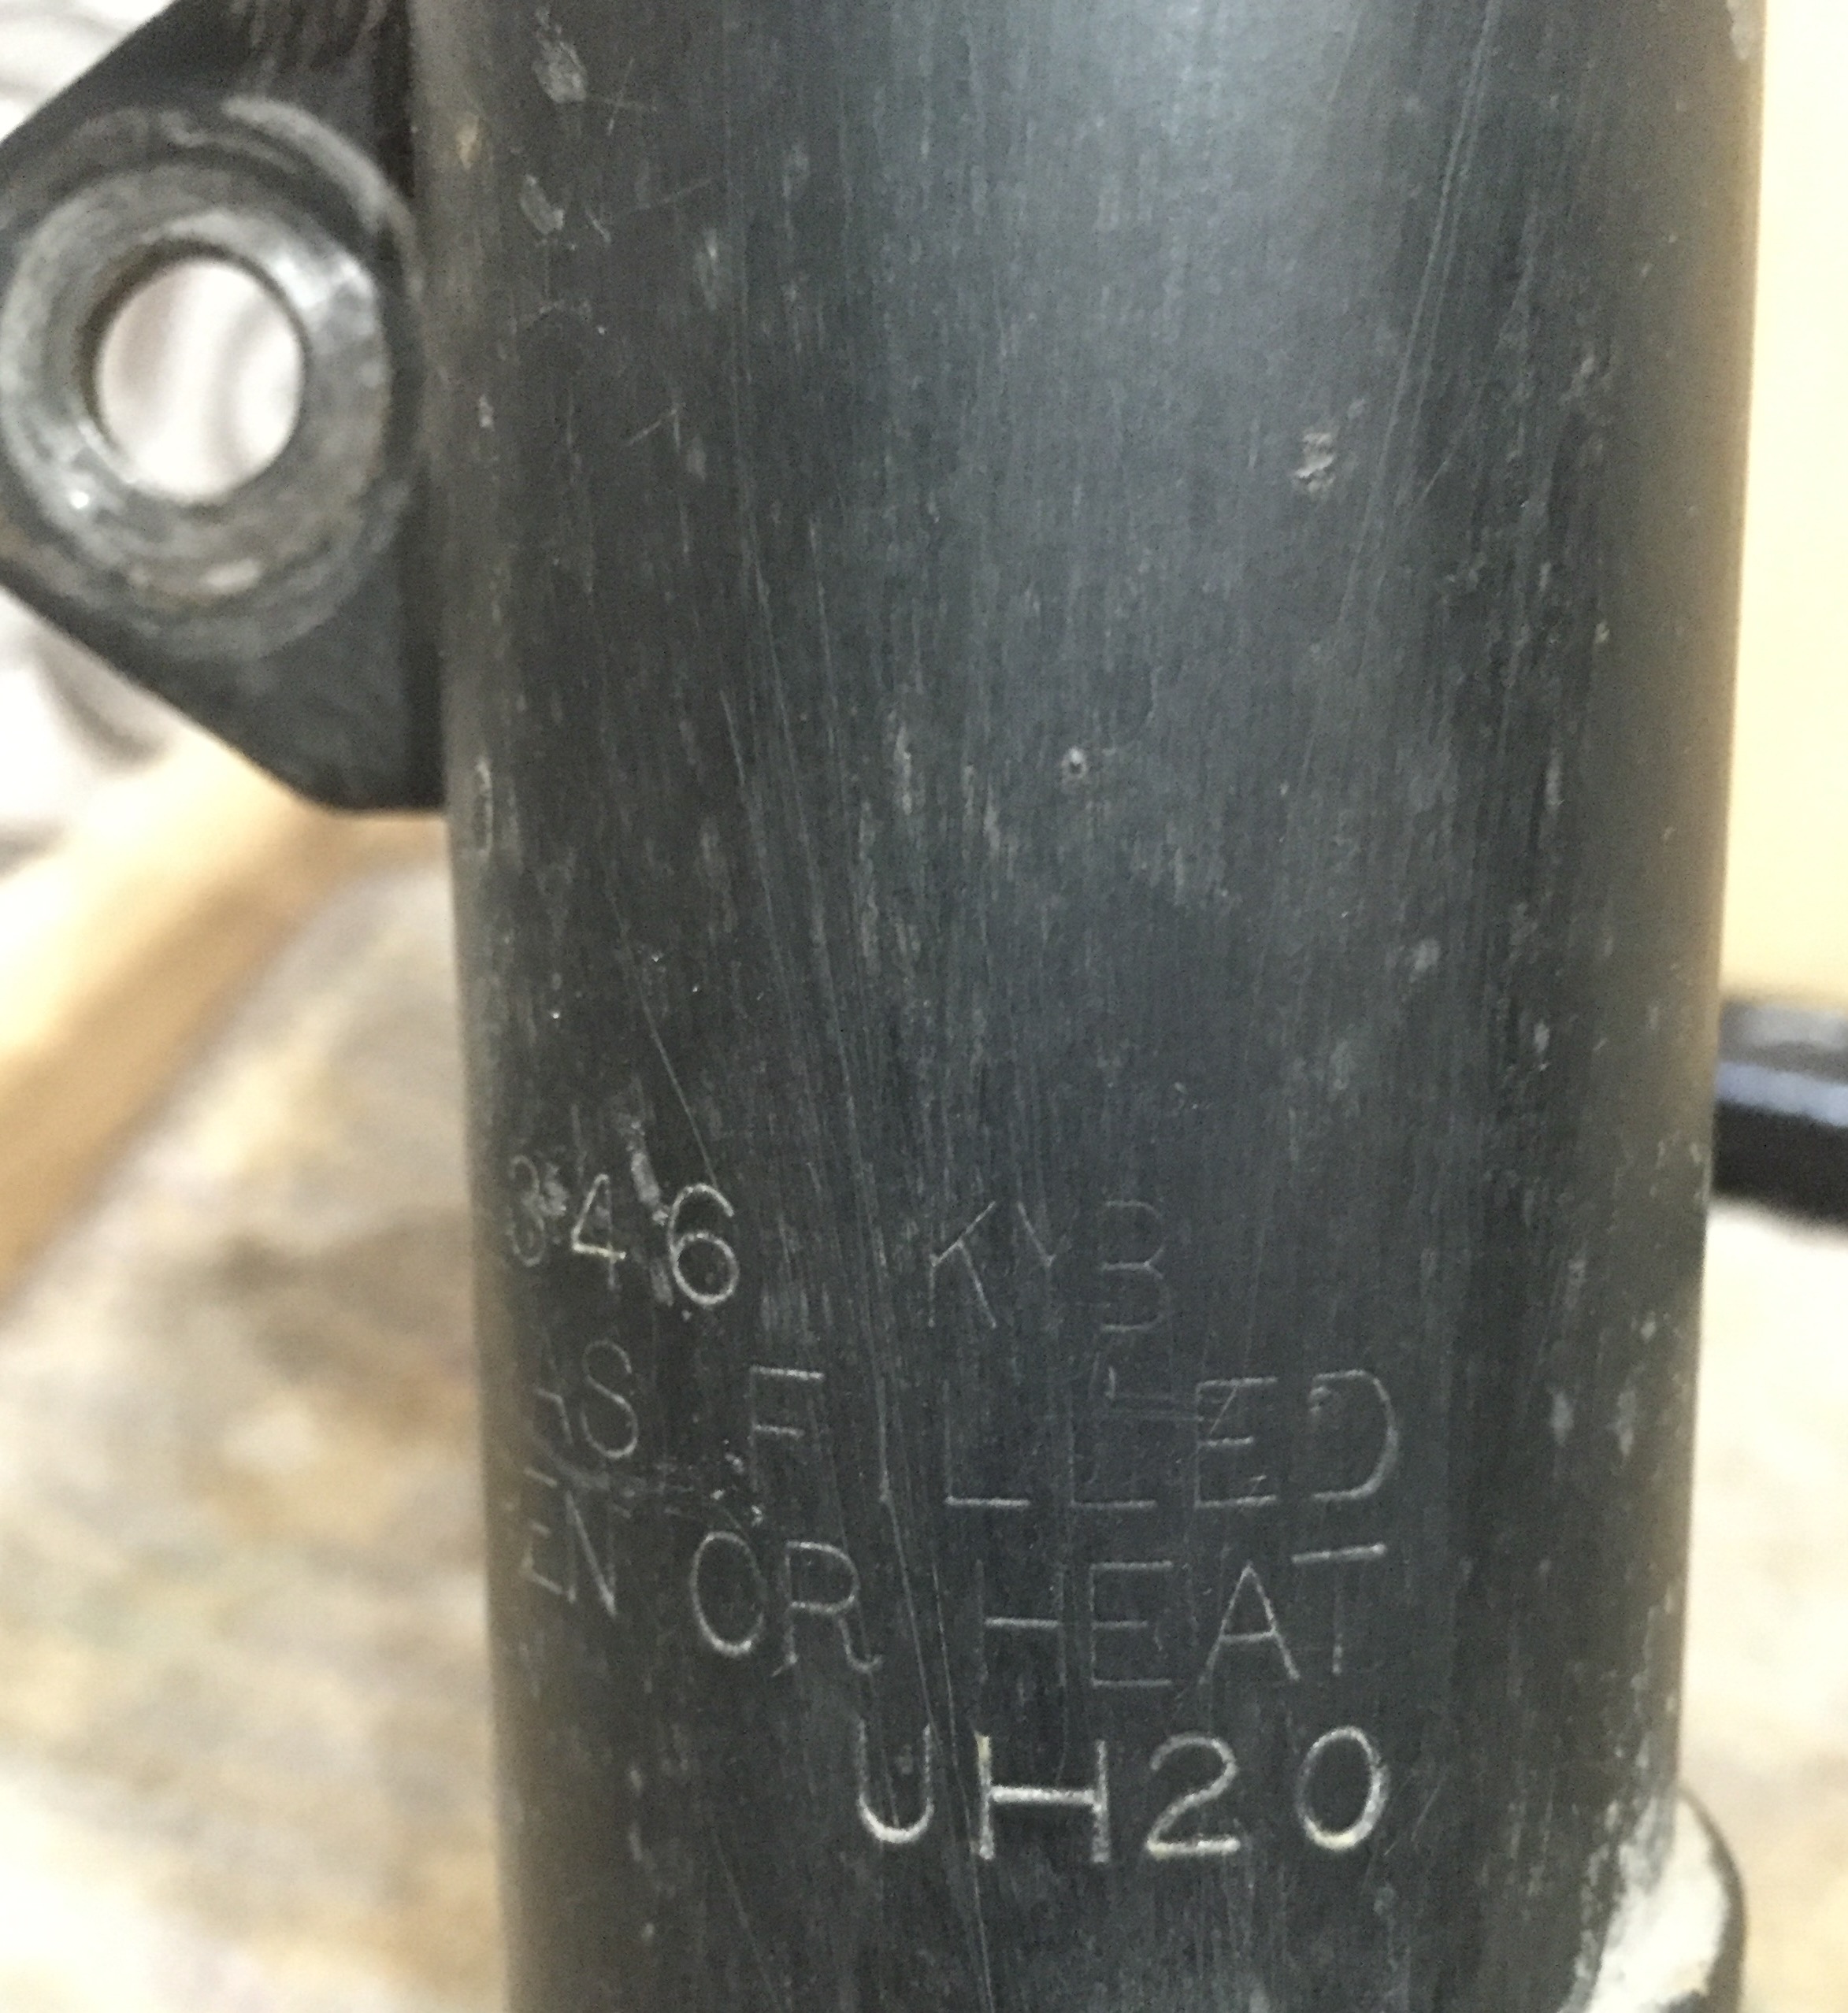 346 KYB
AS FILLED
EN OR HEAT
UH20